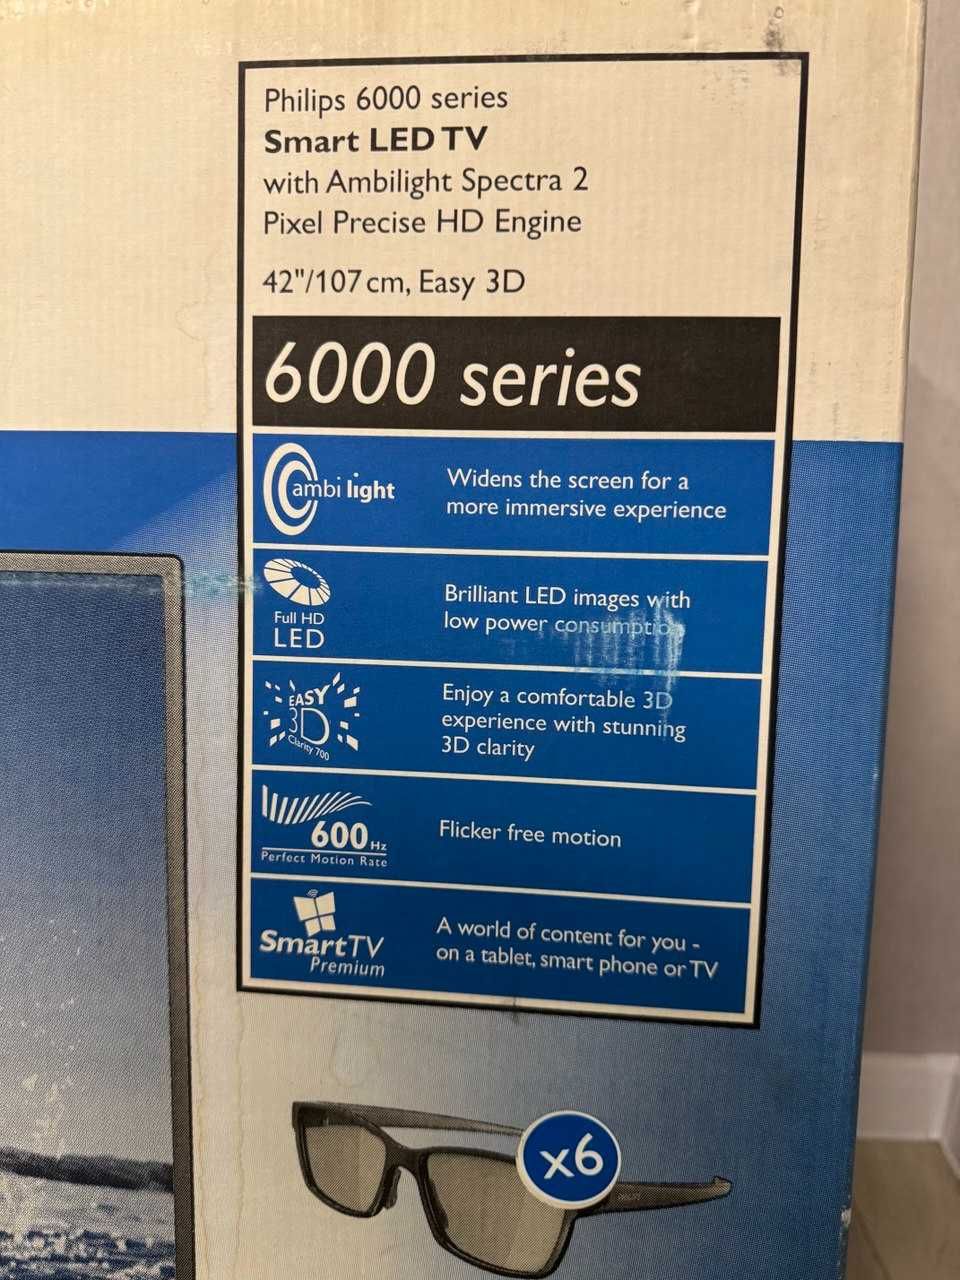 Philips 6000 series
Smart LED TV
with Ambilight Spectra 2
Pixel Precise HD Engine
42"/107 cm, Easy 3D
6000 series
ambi light
Widens the screen for a
more immersive experience
Full HD
LED
Brilliant LED images with
low power consumption
EASY
3D
Clarity 700
Enjoy a comfortable 3D
experience with stunning
3D clarity
600 Hz
Perfect Motion Rate
Flicker free motion
SmartTV
Premium
A world of content for you -
on a tablet, smart phone or TV
x6